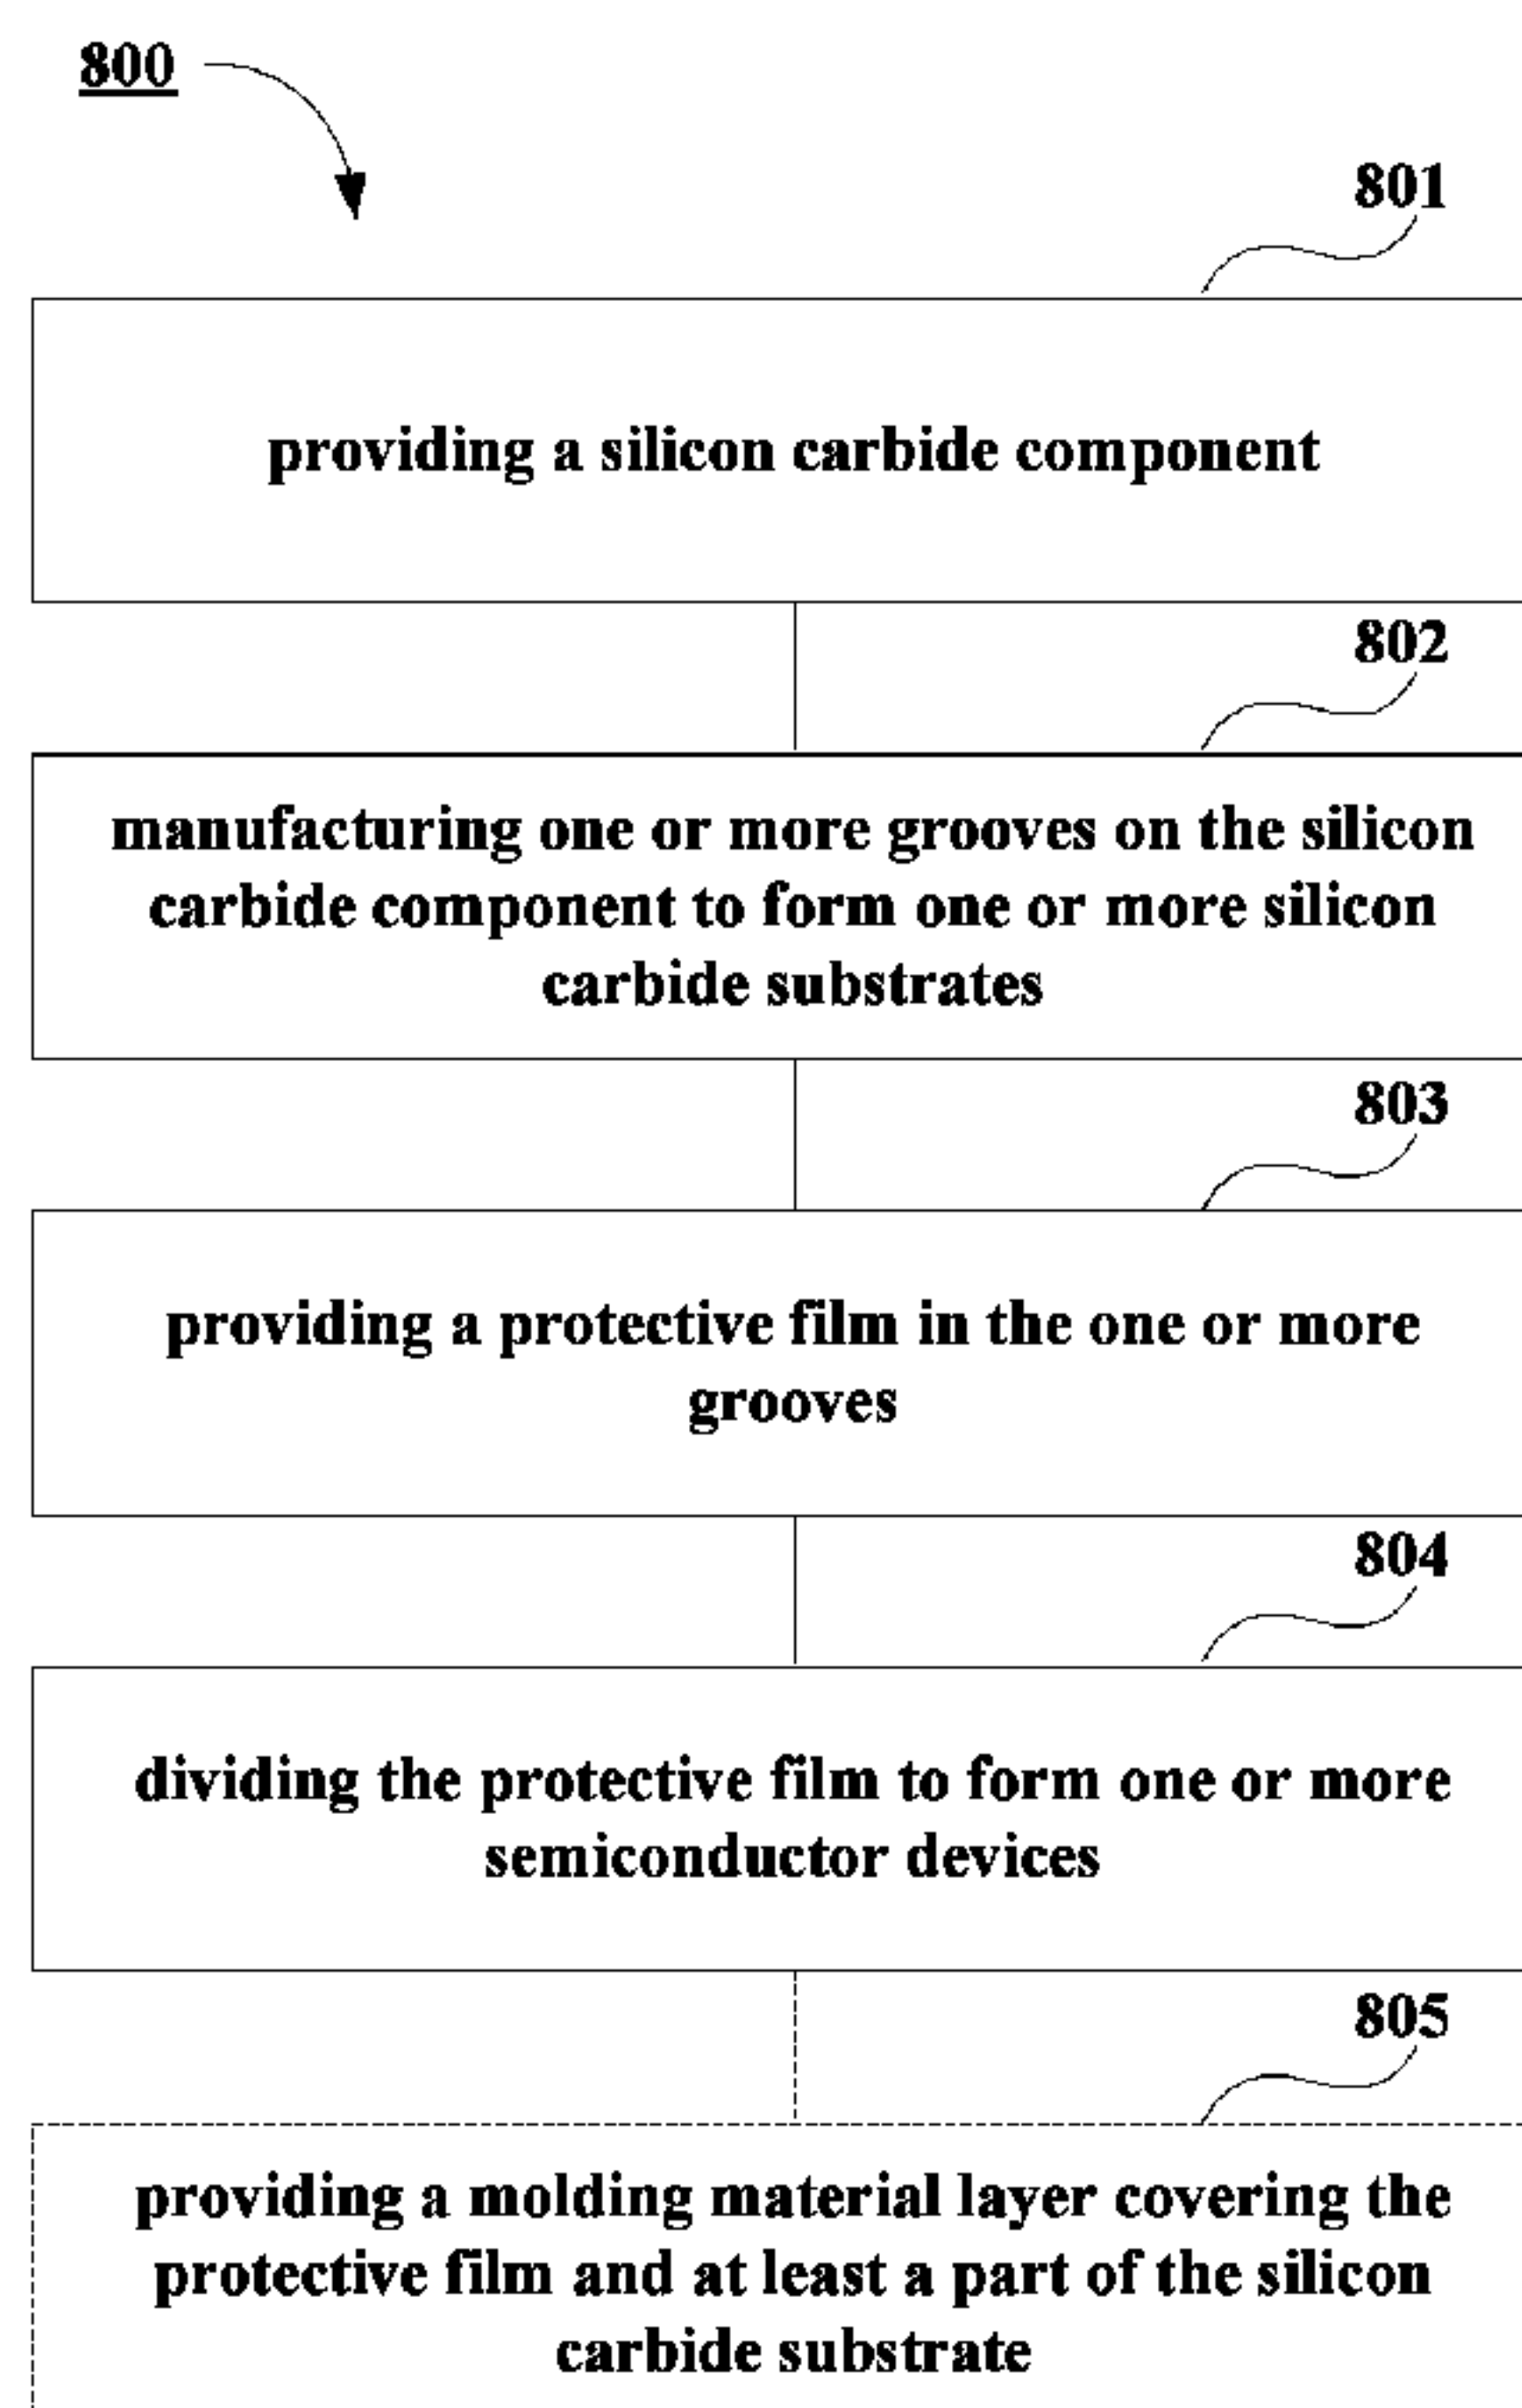 800
801
providing a silicon carbide component
802
manufacturing one or more grooves on the silicon
carbide component to form one or more silicon
carbide substrates
803
providing a protective film in the one or more
grooves
804
dividing the protective film to form one or more
semiconductor devices
805
providing a molding material layer covering the
protective film and at least a part of the silicon
carbide substrate